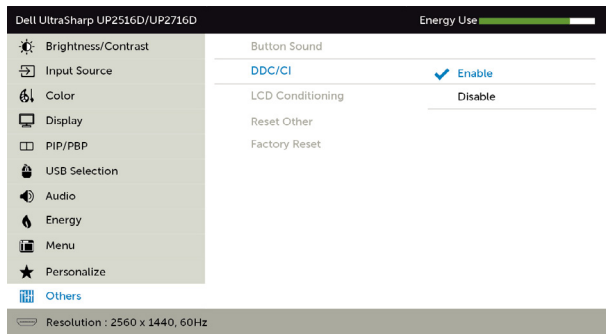 Dell UltraSharp UP2516D/UP2716D
Energy Use
Brightness/Contrast
Button Sound
Input Source
DDC/CI
Enable
Color
LCD Conditioning
Disable
Display
Reset Other
PIP/PBP
Factory Reset
USB Selection
Audio
Energy
Menu
Personalize
Others
Resolution : 2560 x 1440, 60Hz